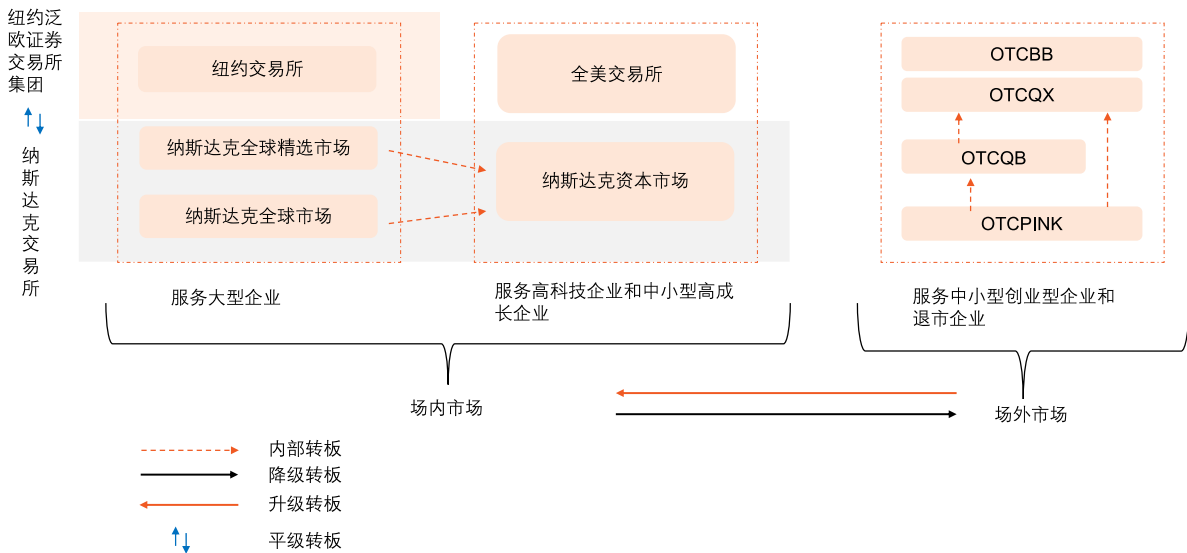 纽约泛
欧证券
交易所
集团
纳
斯
达
克
交
易
所
纽约交易所
纳斯达克全球精选市场
纳斯达克全球市场
全美交易所
纳斯达克资本市场
OTCBB
OTCQX
OTCQB
OTCPINK
服务大型企业
服务高科技企业和中小型高成
长企业
服务中小型创业型企业和
退市企业
场内市场
场外市场
内部转板
降级转板
升级转板
平级转板